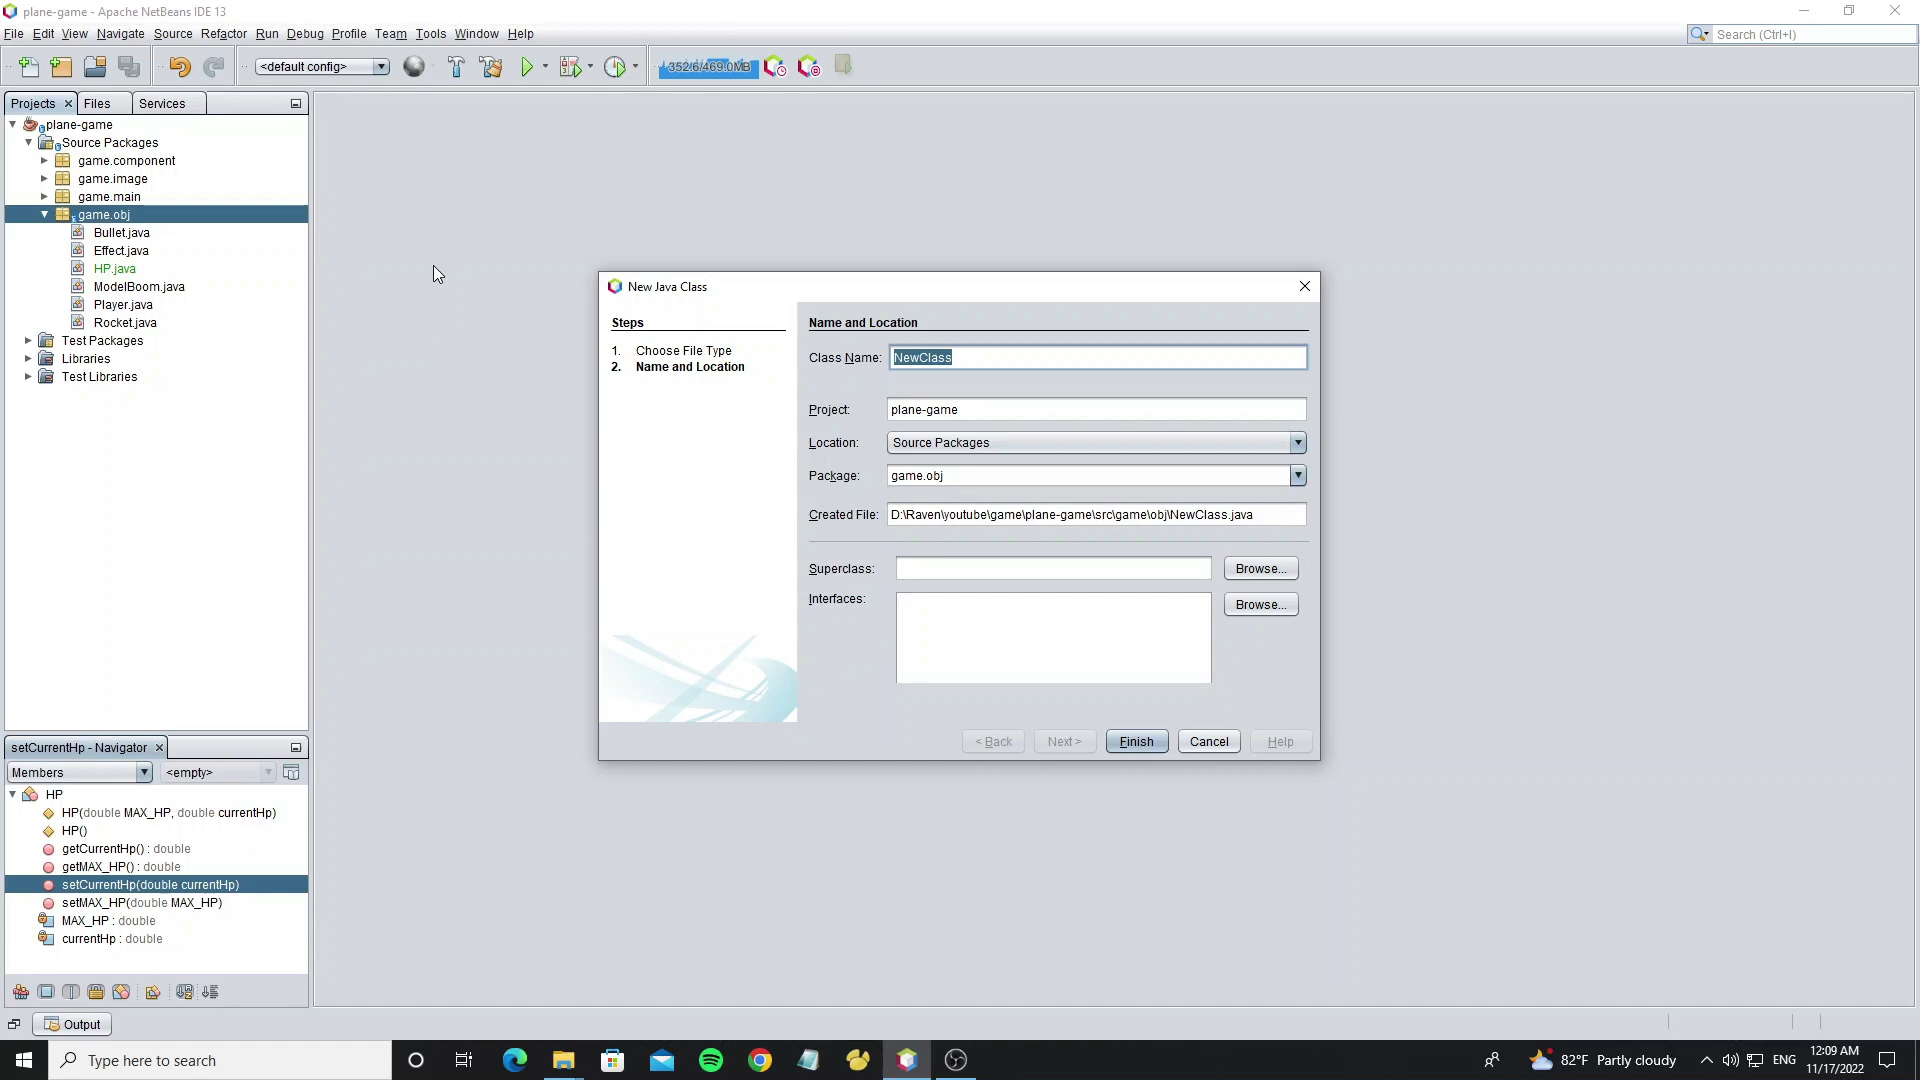 plane-game - Apache NetBeans IDE 13
File Edit View Navigate Source Refactor Run Debug Profile Team Tools Window Help
Search (Ctrl+I)
<default config>
352.6/469.0MB
Projects Files Services
plane-game
Source Packages
game.component
game.image
game.main
game.obj
Bullet.java
Effect.java
HP.java
ModelBoom.java
Player.java
Rocket.java
Test Packages
Libraries
Test Libraries
New Java Class
Steps
1. Choose File Type
2. Name and Location
Name and Location
Class Name: NewClass
Project: plane-game
Location: Source Packages
Package: game.obj
Created File: D:\Raven\youtube\game\plane-game\src\game\obj\NewClass.java
Superclass: Browse...
Interfaces: Browse...
< Back Next > Finish Cancel Help
setCurrentHp - Navigator
Members <empty>
HP
HP(double MAX_HP, double currentHp)
HP()
getCurrentHp() : double
getMAX_HP() : double
setCurrentHp(double currentHp)
setMAX_HP(double MAX_HP)
MAX_HP : double
currentHp : double
Output
Type here to search
82°F Partly cloudy
ENG
12:09 AM
11/17/2022